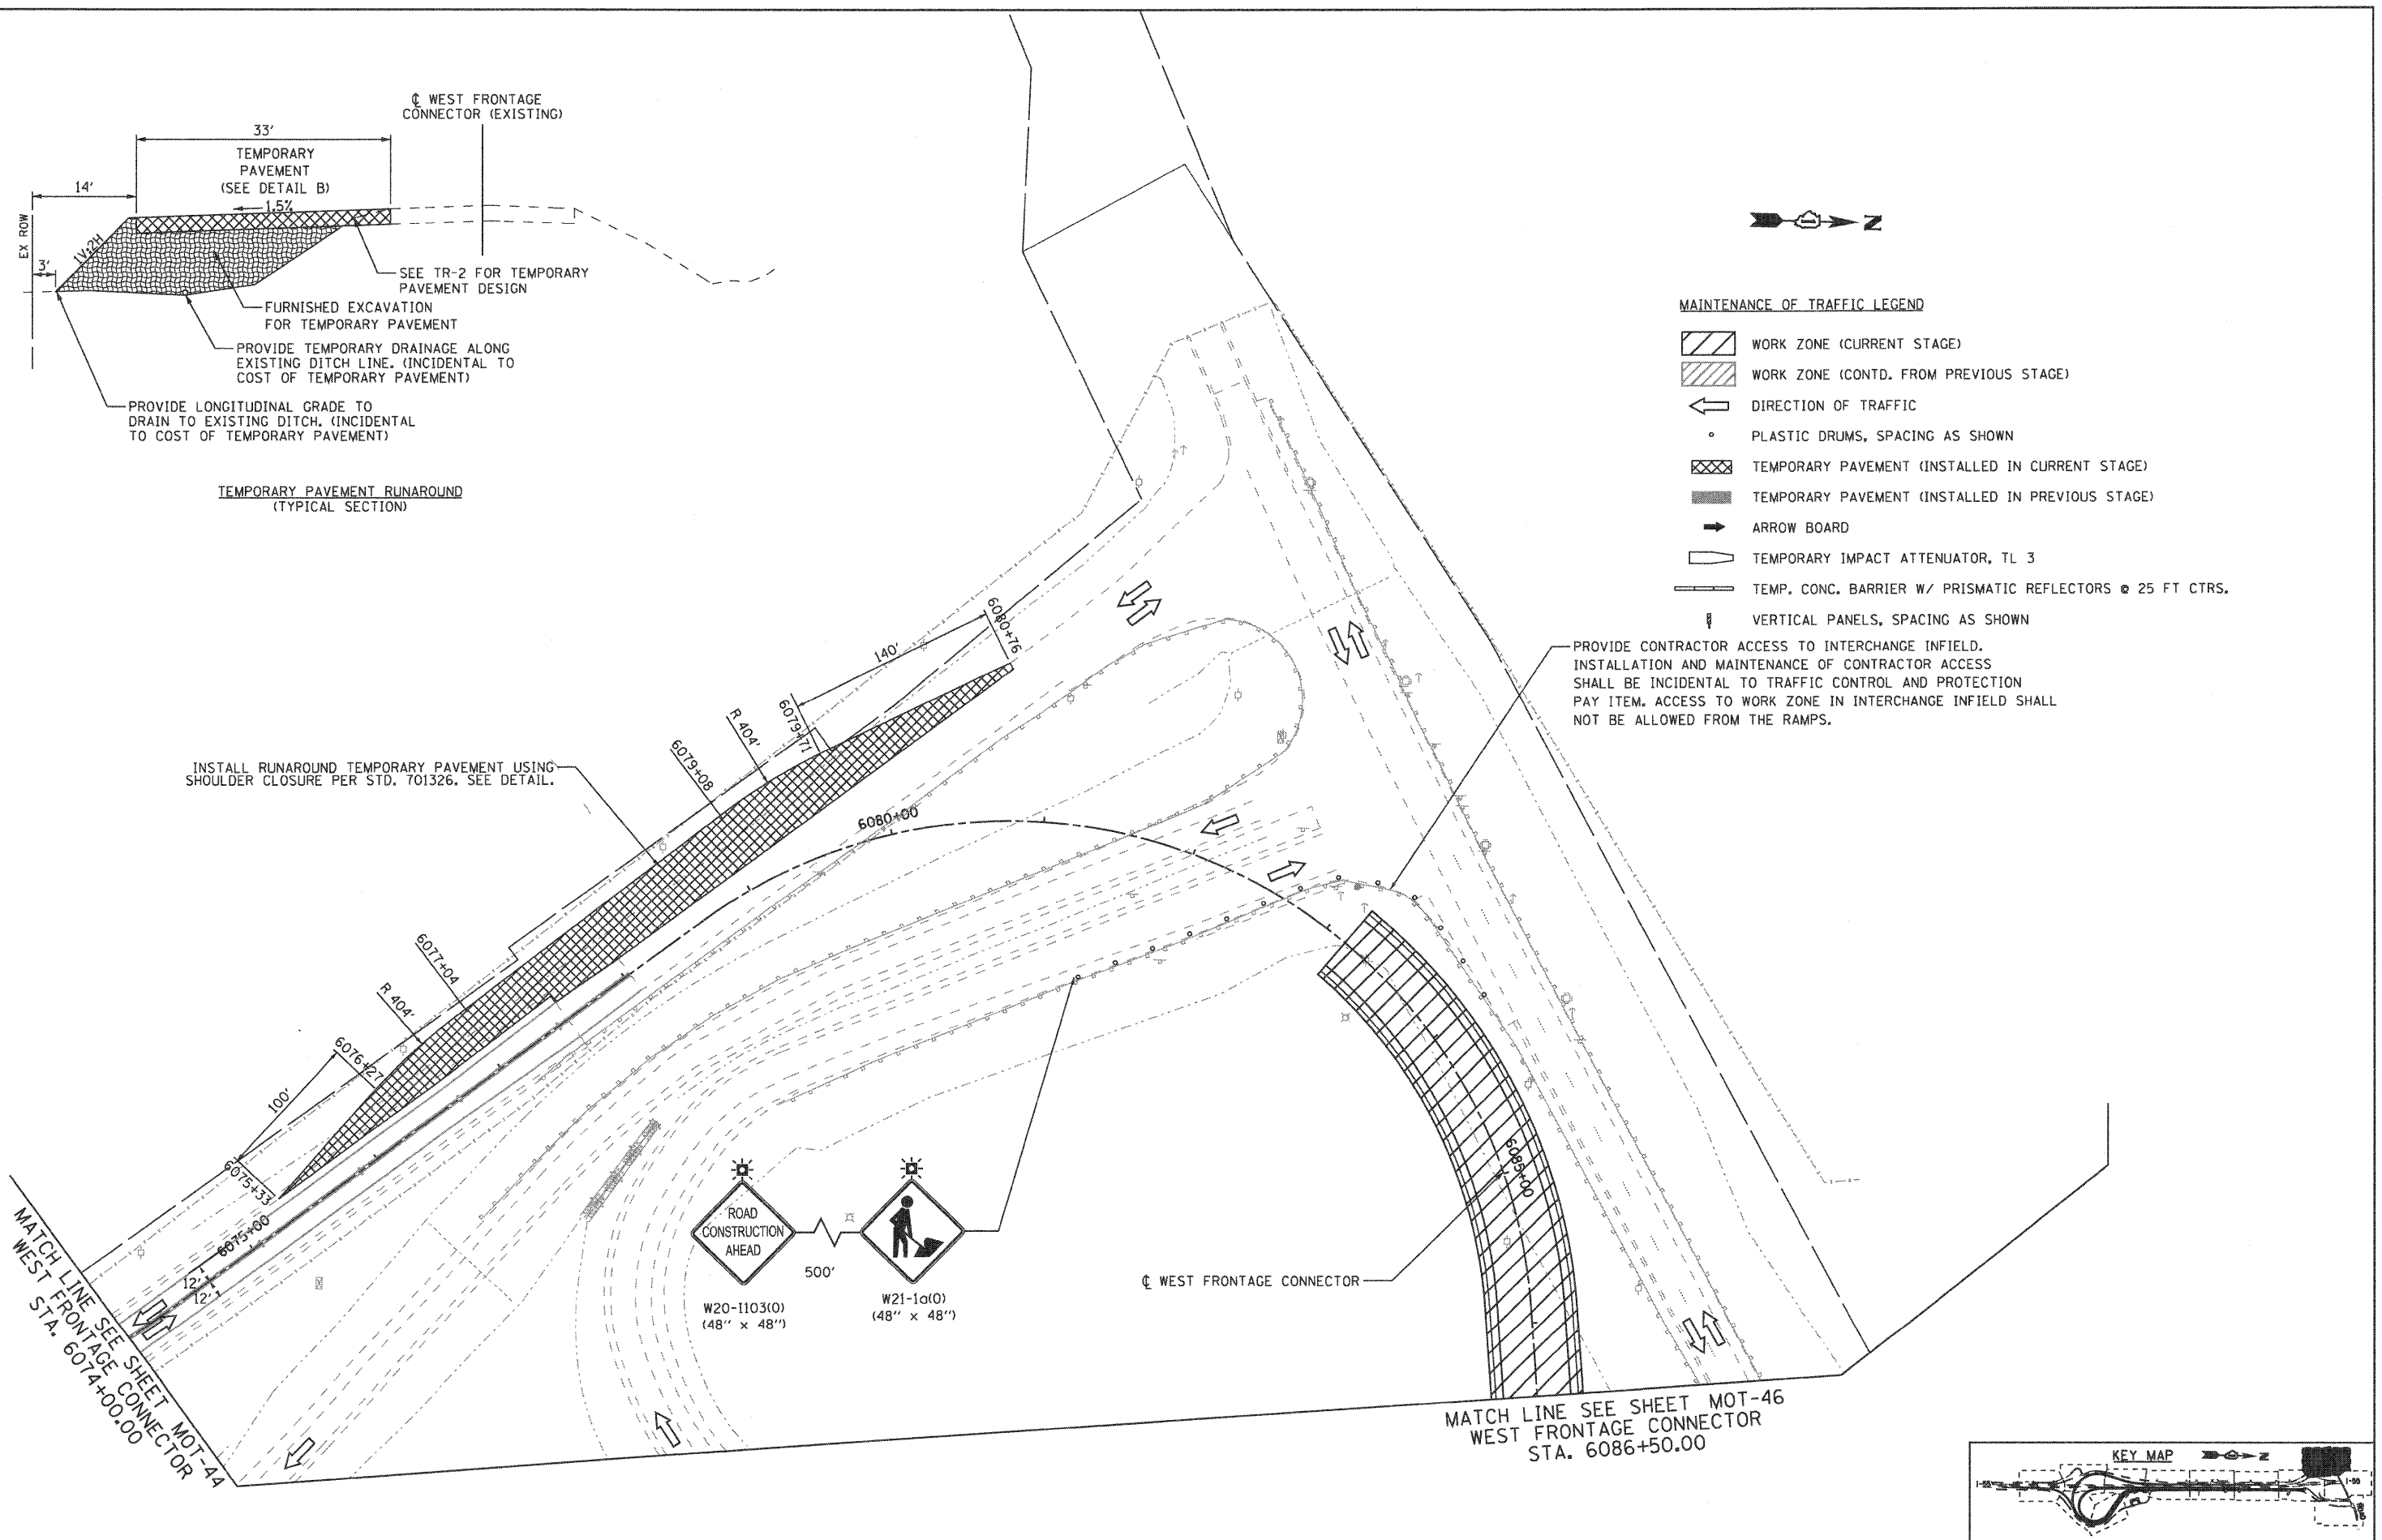 ℄ WEST FRONTAGE
CONNECTOR (EXISTING)
33'
TEMPORARY
PAVEMENT
(SEE DETAIL B)
14'
1.5%
EX ROW
1V:2H
3'
SEE TR-2 FOR TEMPORARY
PAVEMENT DESIGN
FURNISHED EXCAVATION
FOR TEMPORARY PAVEMENT
PROVIDE TEMPORARY DRAINAGE ALONG
EXISTING DITCH LINE. (INCIDENTAL TO
COST OF TEMPORARY PAVEMENT)
PROVIDE LONGITUDINAL GRADE TO
DRAIN TO EXISTING DITCH. (INCIDENTAL
TO COST OF TEMPORARY PAVEMENT)
TEMPORARY PAVEMENT RUNAROUND
(TYPICAL SECTION)
N
MAINTENANCE OF TRAFFIC LEGEND
WORK ZONE (CURRENT STAGE)
WORK ZONE (CONTD. FROM PREVIOUS STAGE)
DIRECTION OF TRAFFIC
PLASTIC DRUMS, SPACING AS SHOWN
TEMPORARY PAVEMENT (INSTALLED IN CURRENT STAGE)
TEMPORARY PAVEMENT (INSTALLED IN PREVIOUS STAGE)
ARROW BOARD
TEMPORARY IMPACT ATTENUATOR, TL 3
TEMP. CONC. BARRIER W/ PRISMATIC REFLECTORS @ 25 FT CTRS.
VERTICAL PANELS, SPACING AS SHOWN
PROVIDE CONTRACTOR ACCESS TO INTERCHANGE INFIELD.
INSTALLATION AND MAINTENANCE OF CONTRACTOR ACCESS
SHALL BE INCIDENTAL TO TRAFFIC CONTROL AND PROTECTION
PAY ITEM. ACCESS TO WORK ZONE IN INTERCHANGE INFIELD SHALL
NOT BE ALLOWED FROM THE RAMPS.
6080+76
140'
6079+71
R 404'
6079+08
INSTALL RUNAROUND TEMPORARY PAVEMENT USING
SHOULDER CLOSURE PER STD. 701326. SEE DETAIL.
6080+00
6077+04
R 404'
6076+27
100'
6075+33
6075+00
12'
12'
6085+00
ROAD
CONSTRUCTION
AHEAD
500'
W20-I103(O)
(48" x 48")
W21-1a(O)
(48" x 48")
℄ WEST FRONTAGE CONNECTOR
MATCH LINE SEE SHEET MOT-44
WEST FRONTAGE CONNECTOR
STA. 6074+00.00
MATCH LINE SEE SHEET MOT-46
WEST FRONTAGE CONNECTOR
STA. 6086+50.00
KEY MAP
N
I-55
I-55